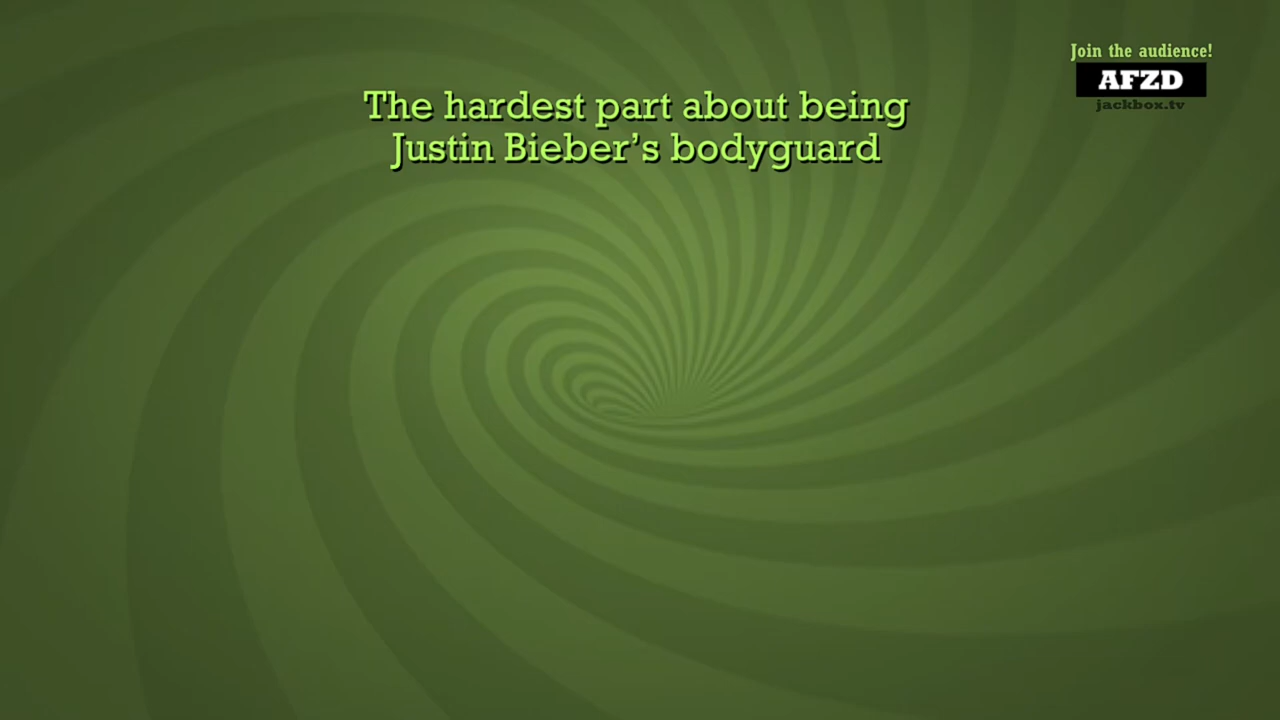 Join the audience!
AFZD
jackbox.tv
The hardest part about being
Justin Bieber’s bodyguard